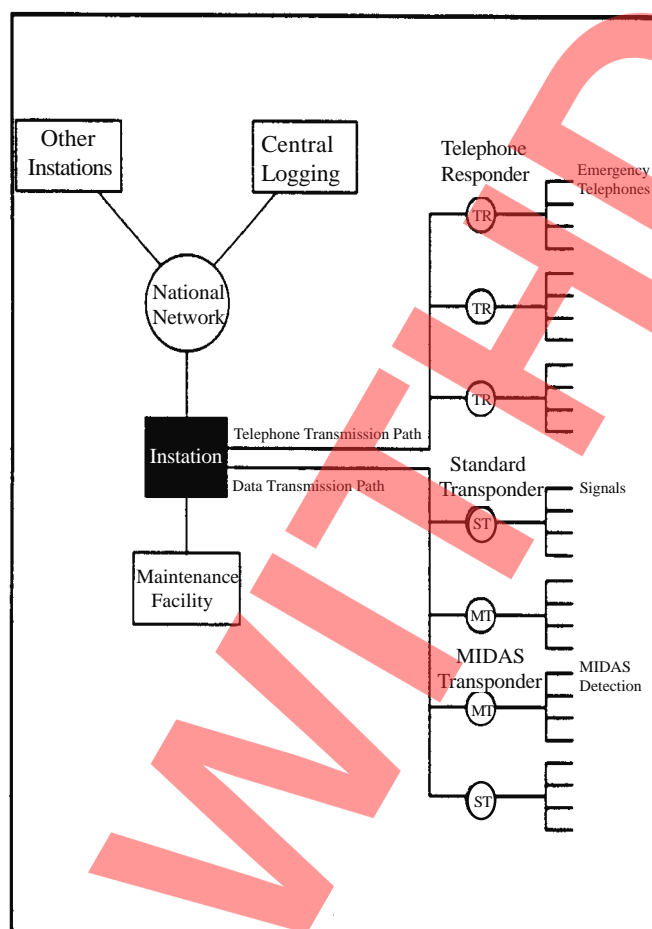 Other
Instations
Central
Logging
National
Network
Instation
Maintenance
Facility
Telephone Transmission Path
Data Transmission Path
Telephone
Responder
Emergency
Telephones
TR
TR
TR
Standard
Transponder
Signals
ST
MT
MIDAS
Transponder
MIDAS
Detection
MT
ST
WITHD